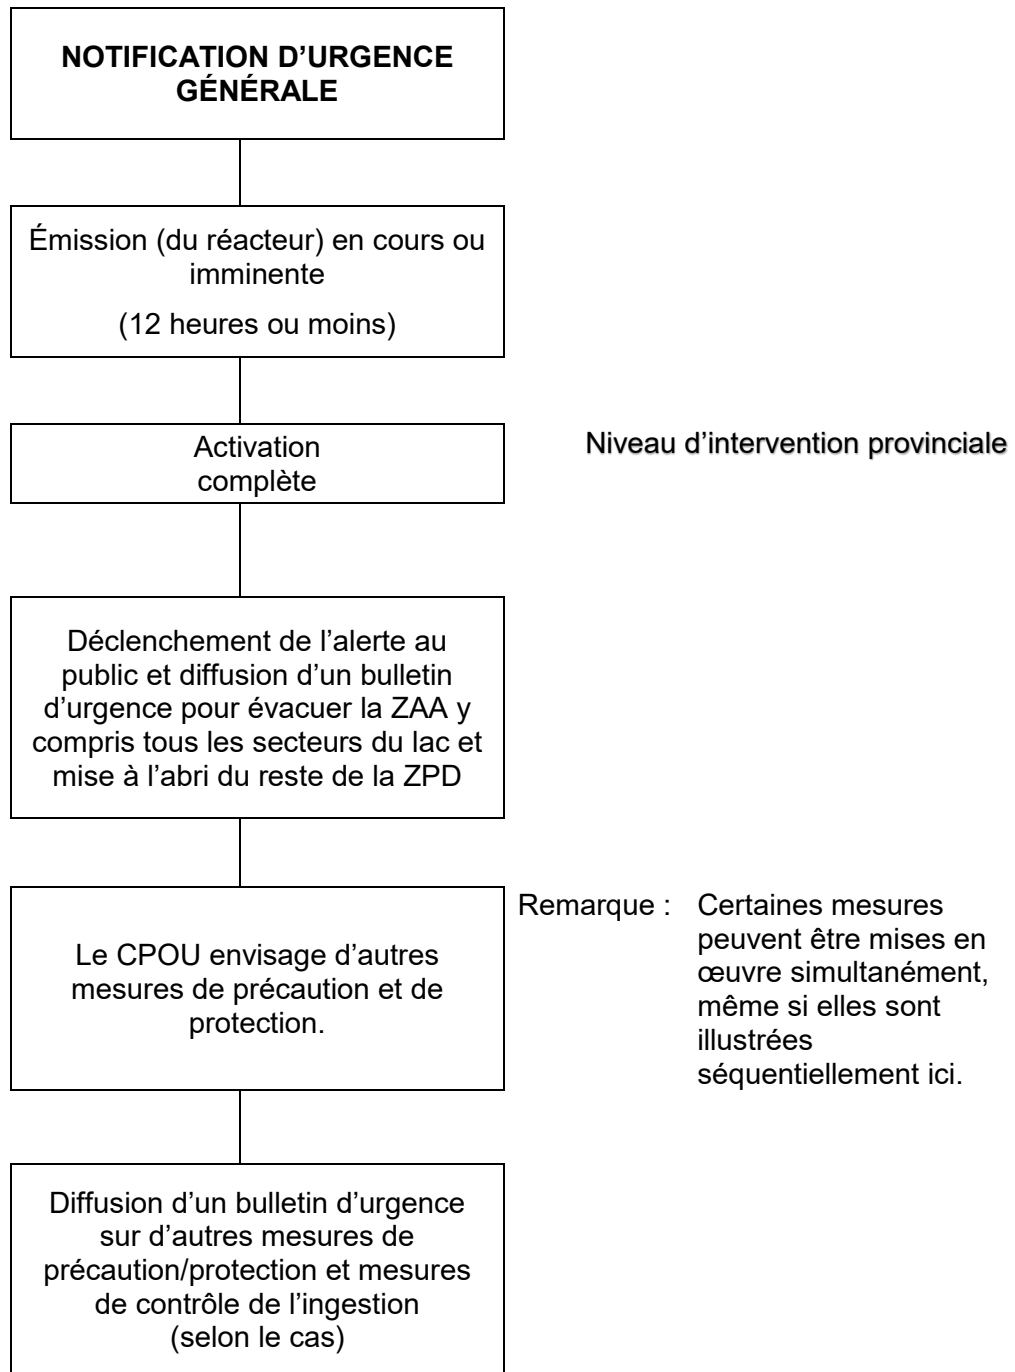 NOTIFICATION D’URGENCE
GÉNÉRALE
Émission (du réacteur) en cours ou
imminente
(12 heures ou moins)
Activation
complète
Niveau d’intervention provinciale
Déclenchement de l’alerte au
public et diffusion d’un bulletin
d’urgence pour évacuer la ZAA y
compris tous les secteurs du lac et
mise à l’abri du reste de la ZPD
Le CPOU envisage d’autres
mesures de précaution et de
protection.
Remarque : Certaines mesures
peuvent être mises en
œuvre simultanément,
même si elles sont
illustrées
séquentiellement ici.
Diffusion d’un bulletin d’urgence
sur d’autres mesures de
précaution/protection et mesures
de contrôle de l’ingestion
(selon le cas)